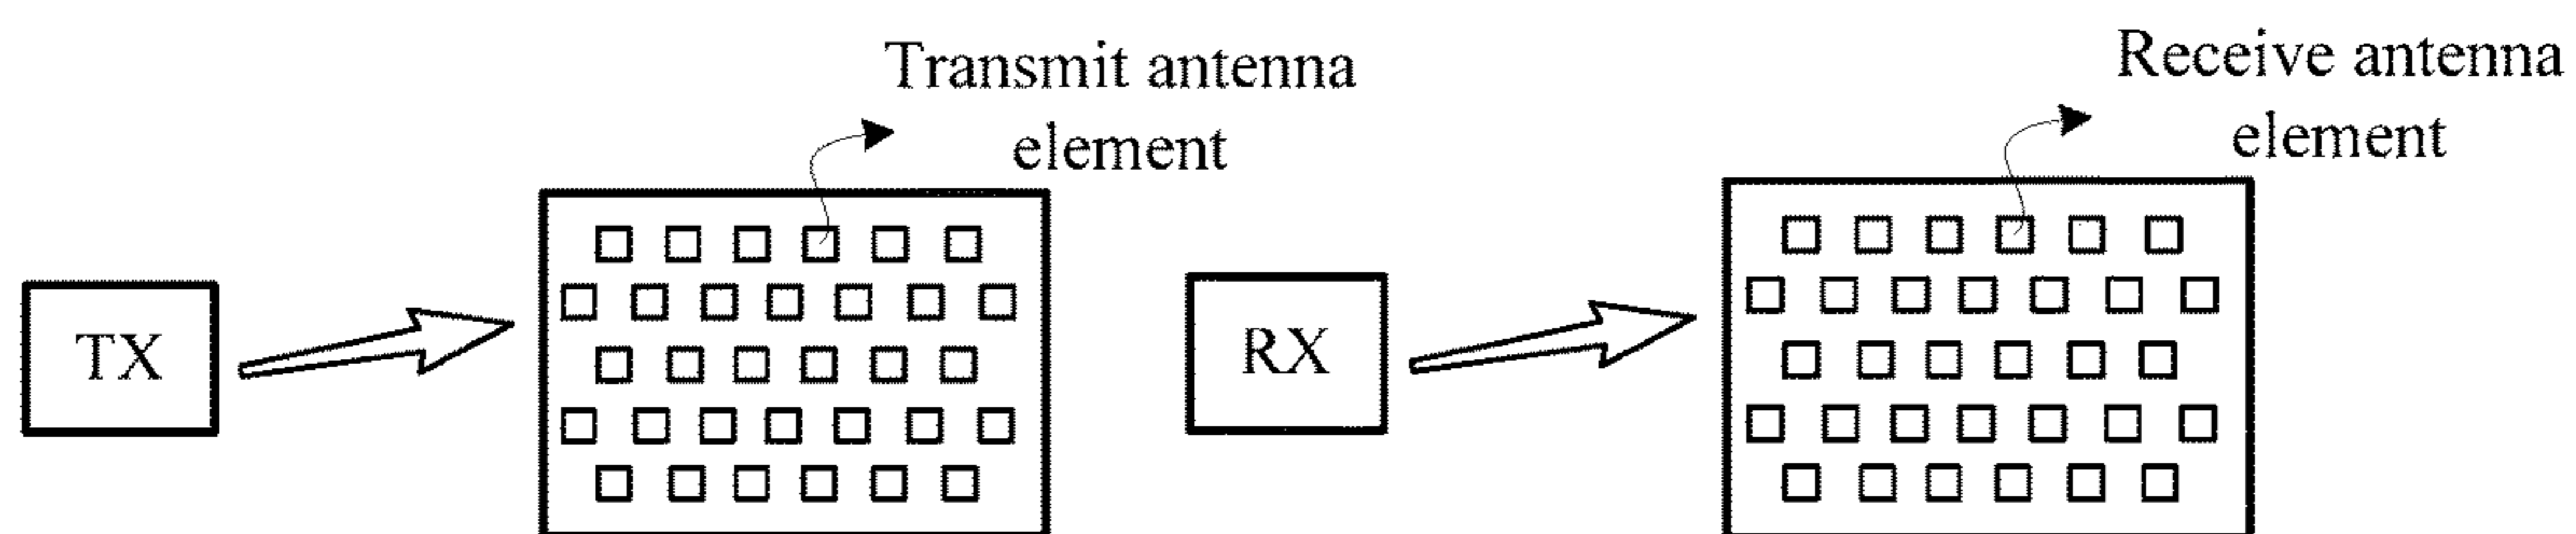 Transmit antenna
element
Receive antenna
element
TX
RX